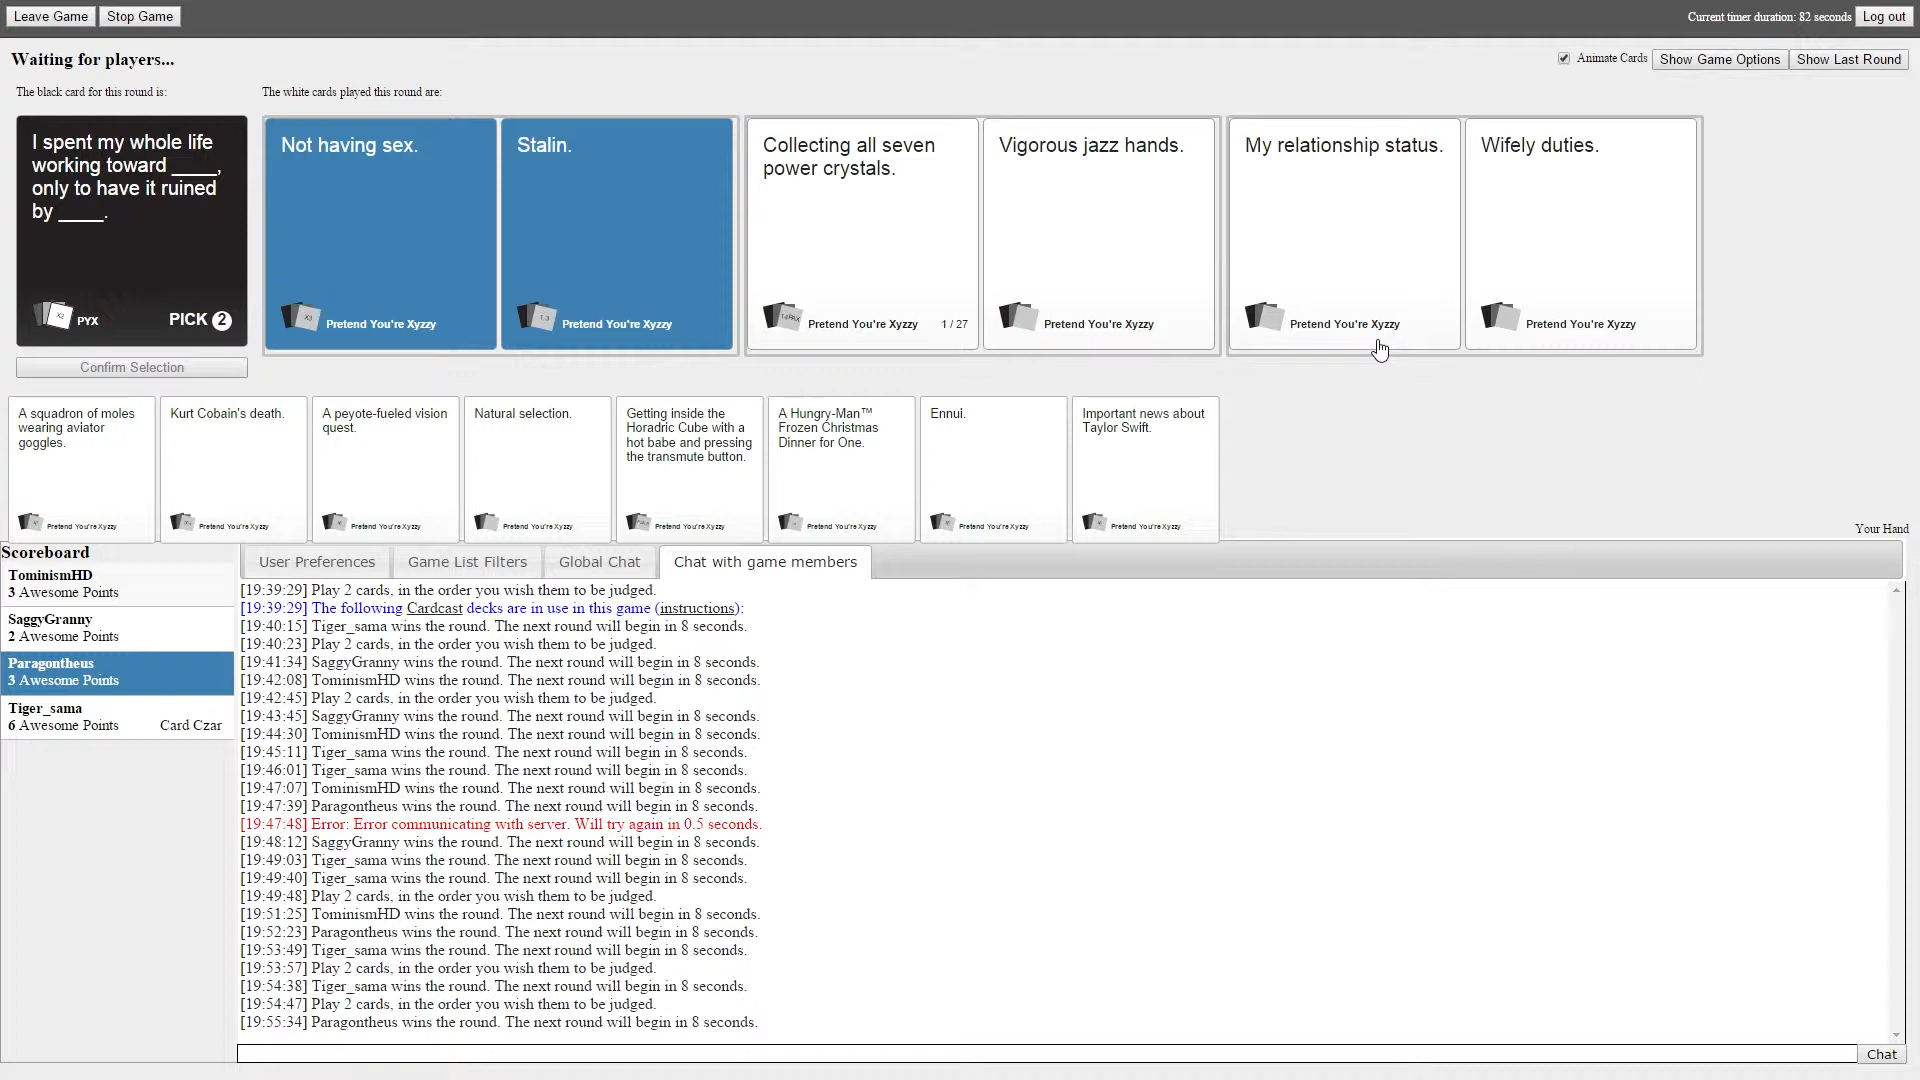 Leave Game Stop Game Current timer duration: 82 seconds Log out
Waiting for players... Animate Cards Show Game Options Show Last Round
The black card for this round is: The white cards played this round are:
I spent my whole life
working toward ____,
only to have it ruined
by ____.
PYX PICK 2
Confirm Selection
Not having sex.
Pretend You're Xyzzy
Stalin.
Pretend You're Xyzzy
Collecting all seven
power crystals.
Pretend You're Xyzzy 1 / 27
Vigorous jazz hands.
Pretend You're Xyzzy
My relationship status.
Pretend You're Xyzzy
Wifely duties.
Pretend You're Xyzzy
A squadron of moles
wearing aviator
goggles.
Pretend You're Xyzzy
Kurt Cobain's death.
Pretend You're Xyzzy
A peyote-fueled vision
quest.
Pretend You're Xyzzy
Natural selection.
Pretend You're Xyzzy
Getting inside the
Horadric Cube with a
hot babe and pressing
the transmute button.
Pretend You're Xyzzy
A Hungry-Man™
Frozen Christmas
Dinner for One.
Pretend You're Xyzzy
Ennui.
Pretend You're Xyzzy
Important news about
Taylor Swift.
Pretend You're Xyzzy
Your Hand
Scoreboard
TominismHD
3 Awesome Points
SaggyGranny
2 Awesome Points
Paragontheus
3 Awesome Points
Tiger_sama
6 Awesome Points Card Czar
User Preferences Game List Filters Global Chat Chat with game members
[19:39:29] Play 2 cards, in the order you wish them to be judged.
[19:39:29] The following Cardcast decks are in use in this game (instructions):
[19:40:15] Tiger_sama wins the round. The next round will begin in 8 seconds.
[19:40:23] Play 2 cards, in the order you wish them to be judged.
[19:41:34] SaggyGranny wins the round. The next round will begin in 8 seconds.
[19:42:08] TominismHD wins the round. The next round will begin in 8 seconds.
[19:42:45] Play 2 cards, in the order you wish them to be judged.
[19:43:45] SaggyGranny wins the round. The next round will begin in 8 seconds.
[19:44:30] TominismHD wins the round. The next round will begin in 8 seconds.
[19:45:11] Tiger_sama wins the round. The next round will begin in 8 seconds.
[19:46:01] Tiger_sama wins the round. The next round will begin in 8 seconds.
[19:47:07] TominismHD wins the round. The next round will begin in 8 seconds.
[19:47:39] Paragontheus wins the round. The next round will begin in 8 seconds.
[19:47:48] Error: Error communicating with server. Will try again in 0.5 seconds.
[19:48:12] SaggyGranny wins the round. The next round will begin in 8 seconds.
[19:49:03] Tiger_sama wins the round. The next round will begin in 8 seconds.
[19:49:40] Tiger_sama wins the round. The next round will begin in 8 seconds.
[19:49:48] Play 2 cards, in the order you wish them to be judged.
[19:51:25] TominismHD wins the round. The next round will begin in 8 seconds.
[19:52:23] Paragontheus wins the round. The next round will begin in 8 seconds.
[19:53:49] Tiger_sama wins the round. The next round will begin in 8 seconds.
[19:53:57] Play 2 cards, in the order you wish them to be judged.
[19:54:38] Tiger_sama wins the round. The next round will begin in 8 seconds.
[19:54:47] Play 2 cards, in the order you wish them to be judged.
[19:55:34] Paragontheus wins the round. The next round will begin in 8 seconds.
Chat